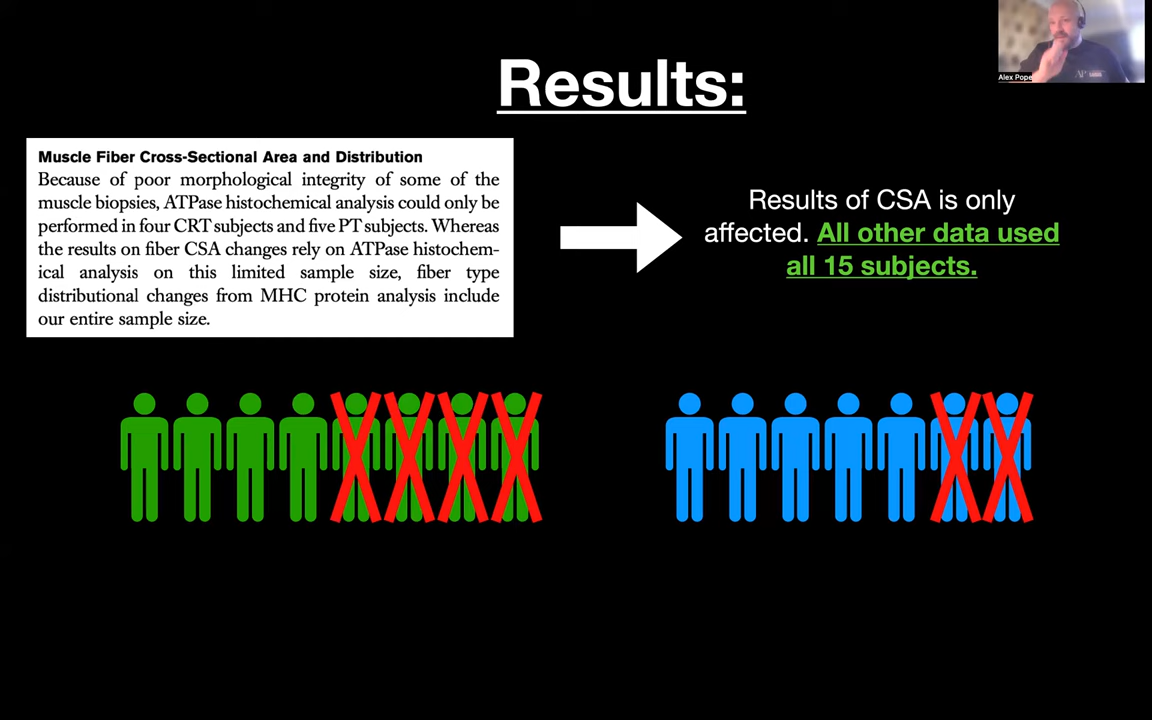 Results:
Alex Pope
Muscle Fiber Cross-Sectional Area and Distribution
Because of poor morphological integrity of some of the
muscle biopsies, ATPase histochemical analysis could only be
performed in four CRT subjects and five PT subjects. Whereas
the results on fiber CSA changes rely on ATPase histochem-
ical analysis on this limited sample size, fiber type
distributional changes from MHC protein analysis include
our entire sample size.
Results of CSA is only
affected. All other data used
all 15 subjects.